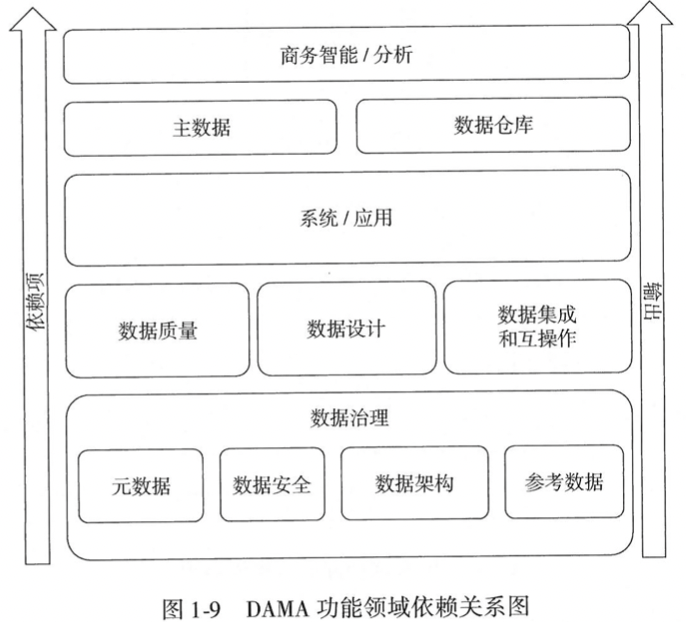 商务智能 / 分析
主数据
数据仓库
系统 / 应用
依赖项
输出
数据质量
数据设计
数据集成
和互操作
数据治理
元数据
数据安全
数据架构
参考数据
图 1-9 DAMA 功能领域依赖关系图